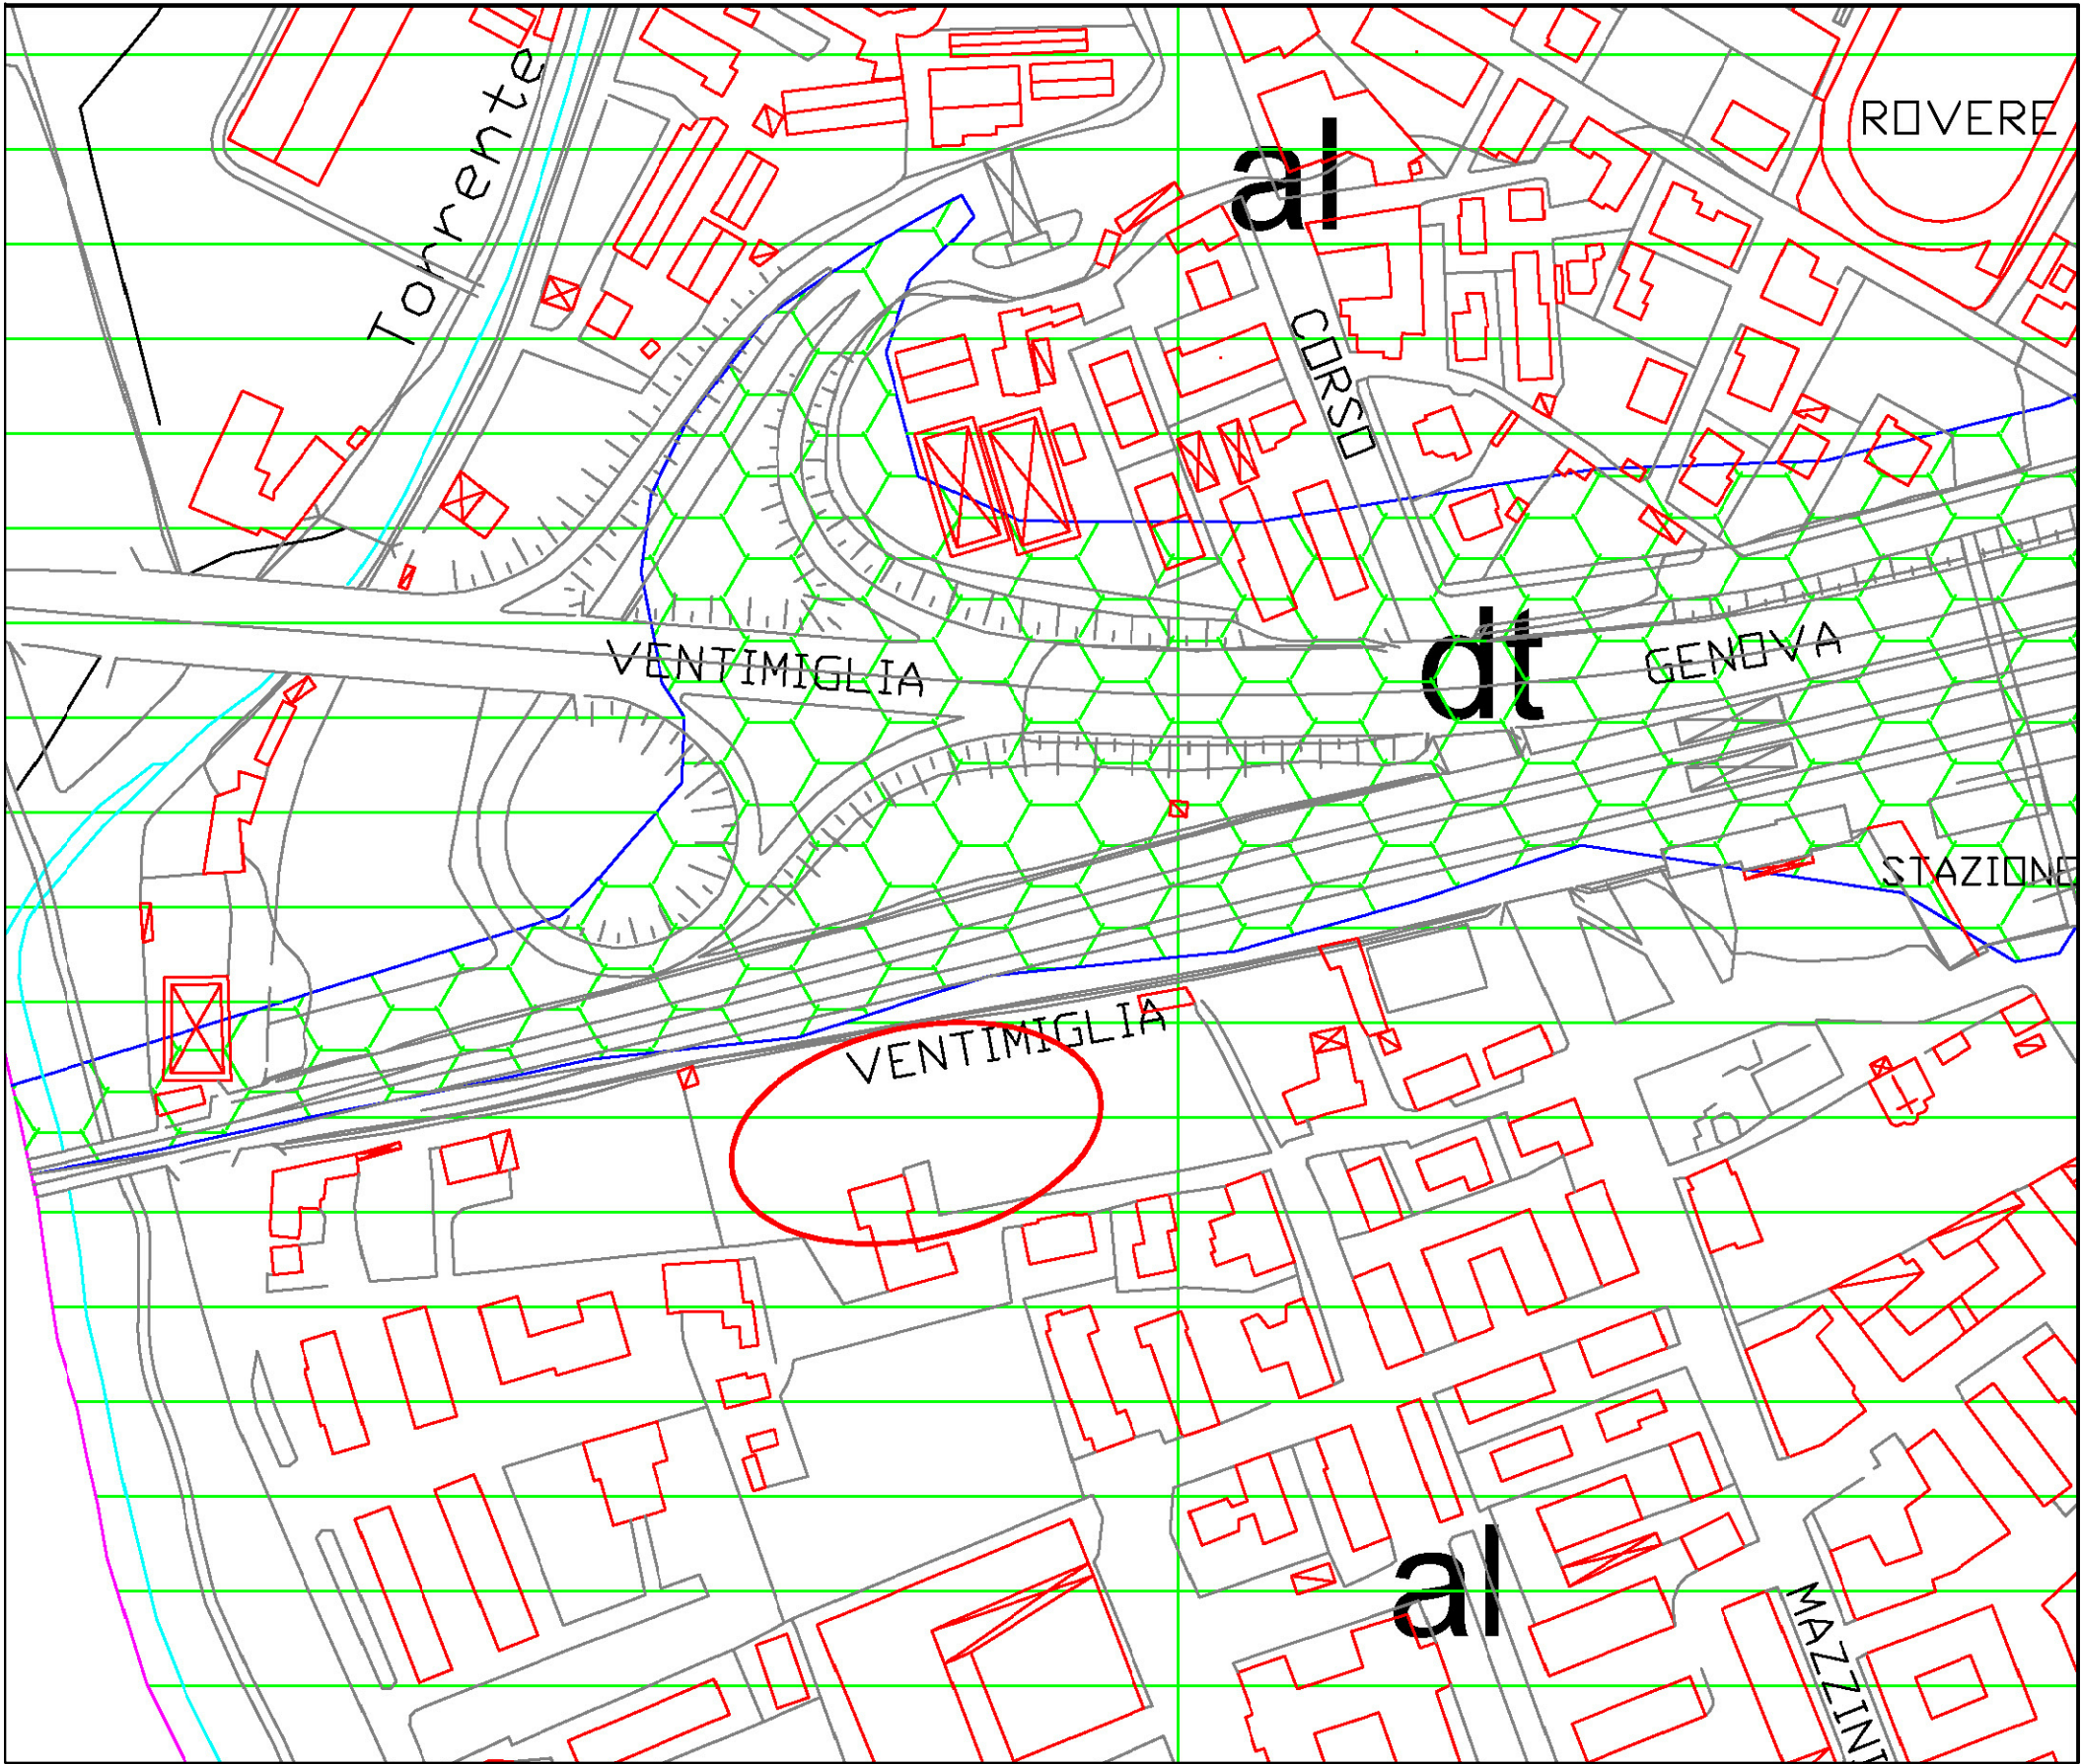 Torrente
ROVERE
al
CORSO
VENTIMIGLIA
dt
GENOVA
STAZIONE
VENTIMIGLIA
al
MAZZINI